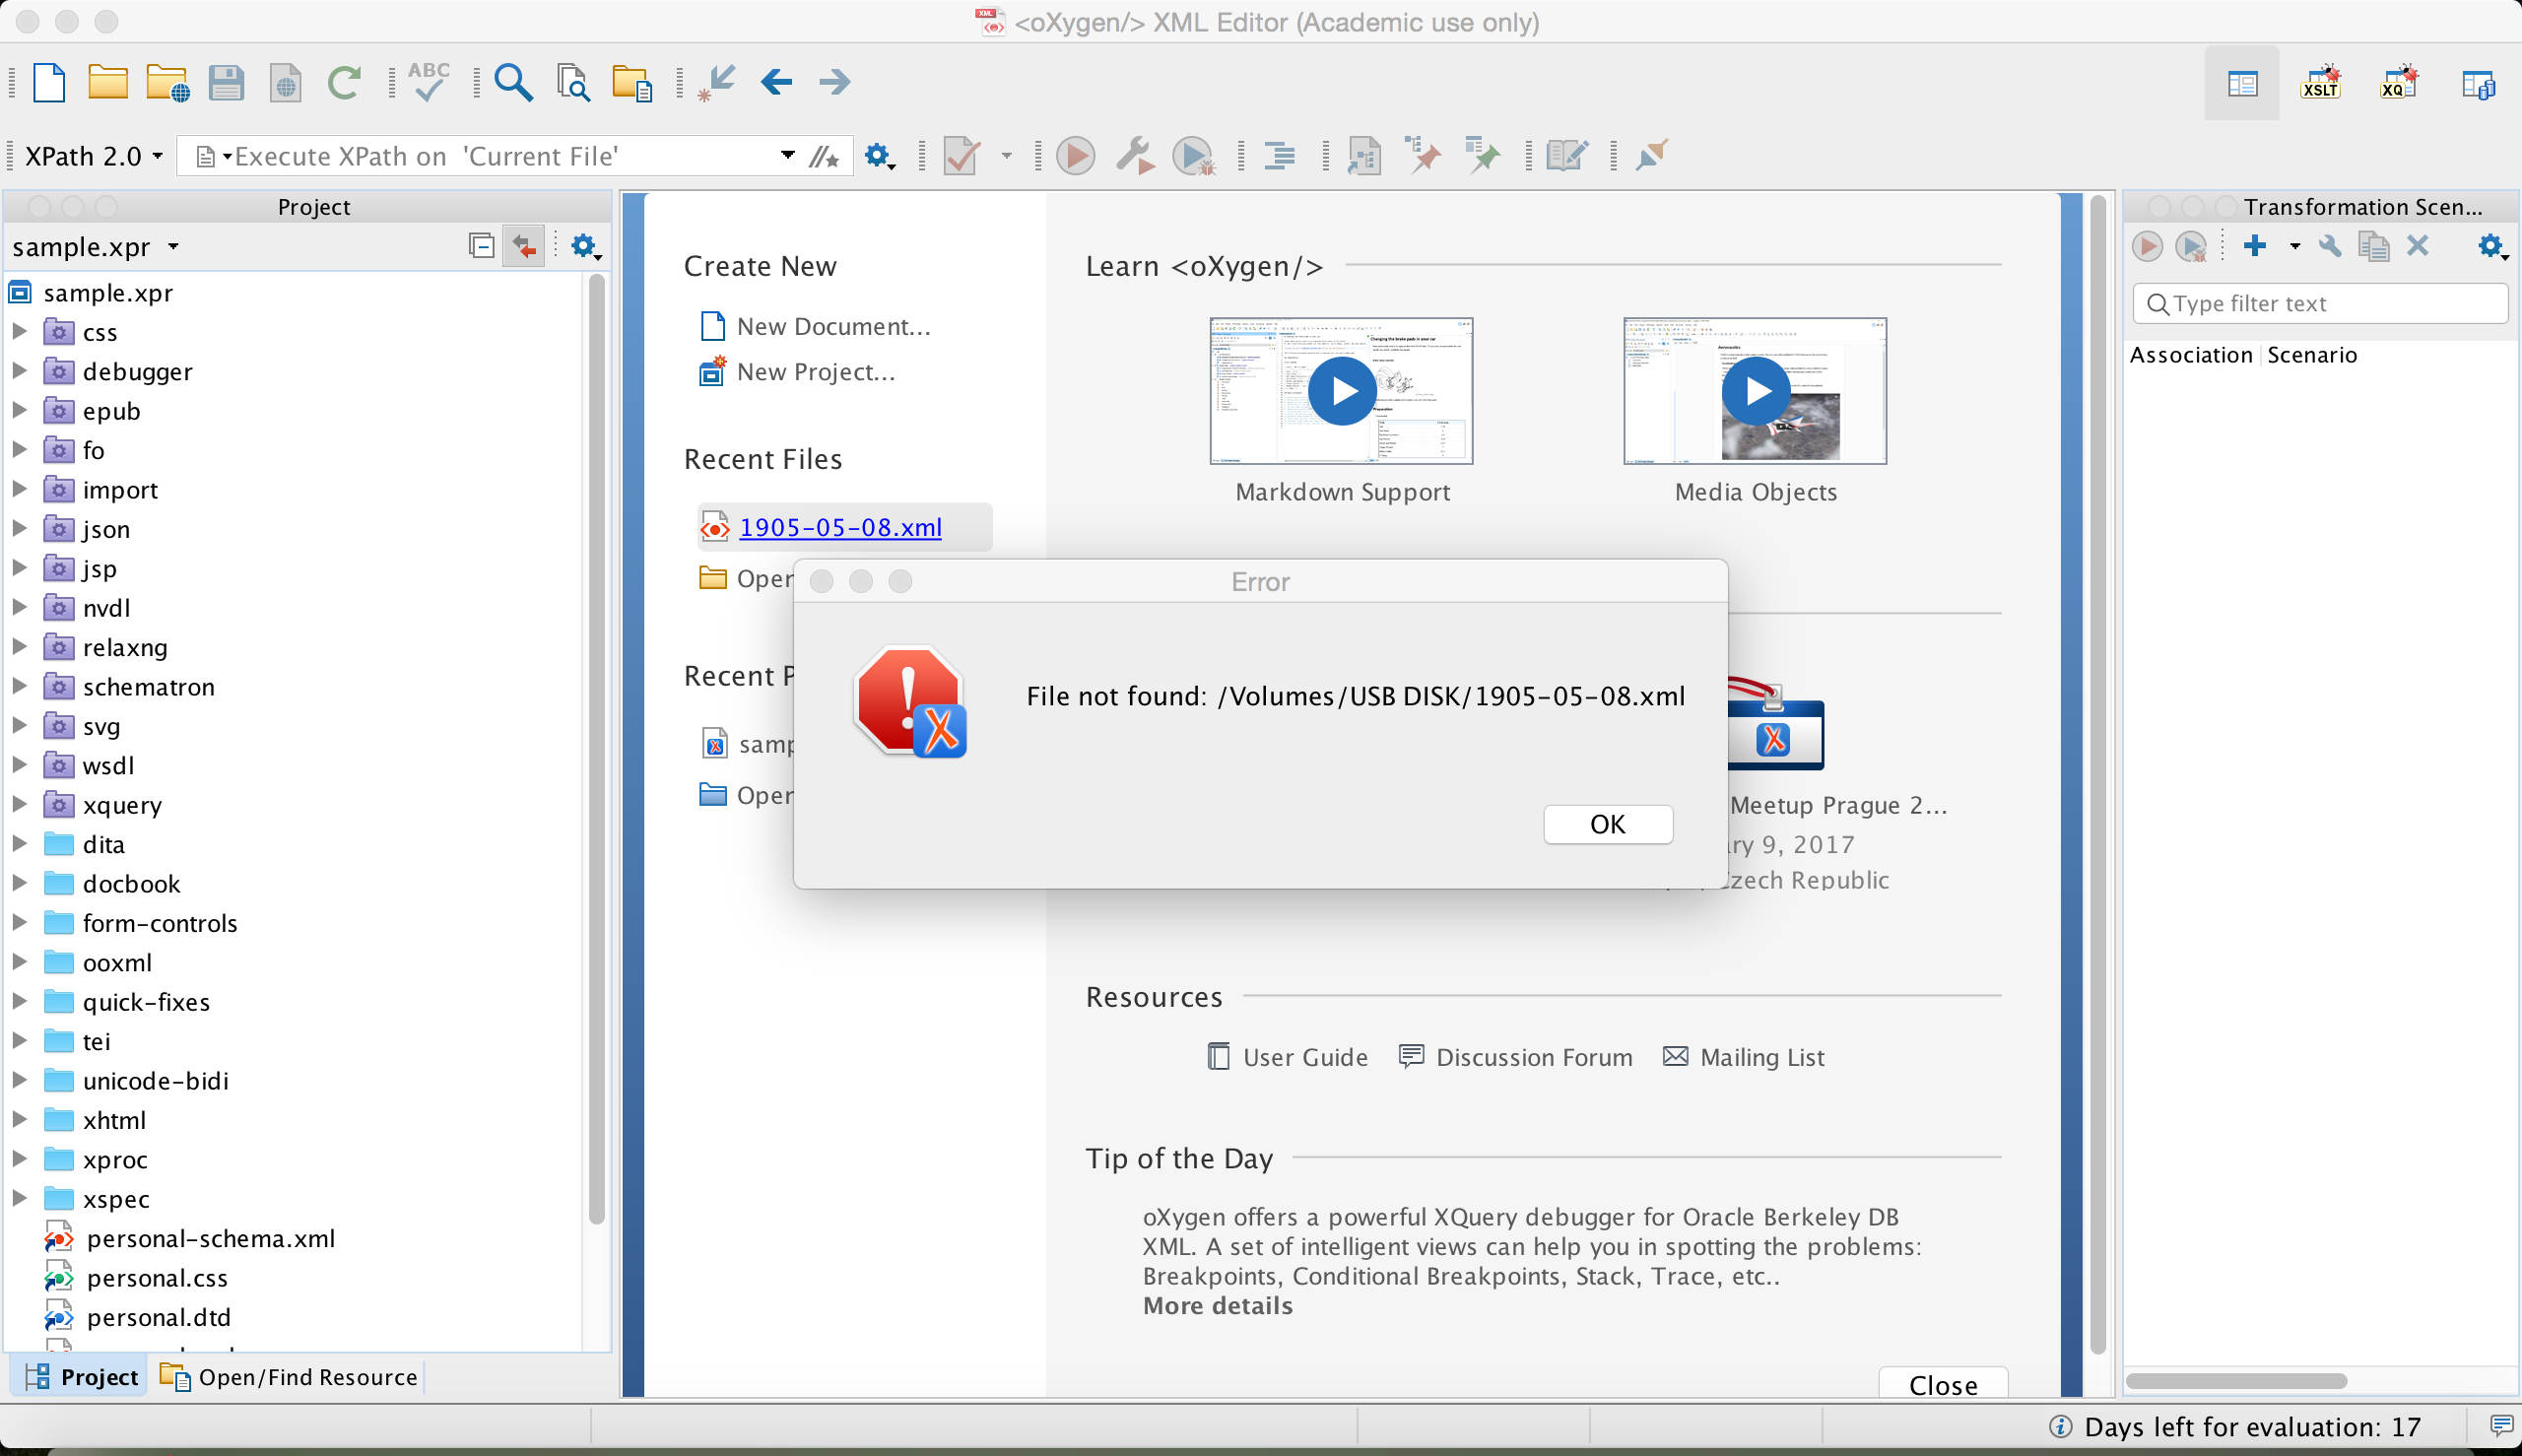 <oXygen/> XML Editor (Academic use only)
ABC
XSLT
XQ
XPath 2.0
Execute XPath on 'Current File'
Project
sample.xpr
sample.xpr
css
debugger
epub
fo
import
json
jsp
nvdl
relaxng
schematron
svg
wsdl
xquery
dita
docbook
form-controls
ooxml
quick-fixes
tei
unicode-bidi
xhtml
xproc
xspec
personal-schema.xml
personal.css
personal.dtd
Project
Open/Find Resource
Create New
New Document...
New Project...
Recent Files
1905-05-08.xml
Open
Recent P
samp
Open
Learn <oXygen/>
Markdown Support
Media Objects
Error
File not found: /Volumes/USB DISK/1905-05-08.xml
OK
Meetup Prague 2...
ry 9, 2017
Czech Republic
Resources
User Guide
Discussion Forum
Mailing List
Tip of the Day
oXygen offers a powerful XQuery debugger for Oracle Berkeley DB
XML. A set of intelligent views can help you in spotting the problems:
Breakpoints, Conditional Breakpoints, Stack, Trace, etc..
More details
Close
Transformation Scen...
Type filter text
Association
Scenario
Days left for evaluation: 17